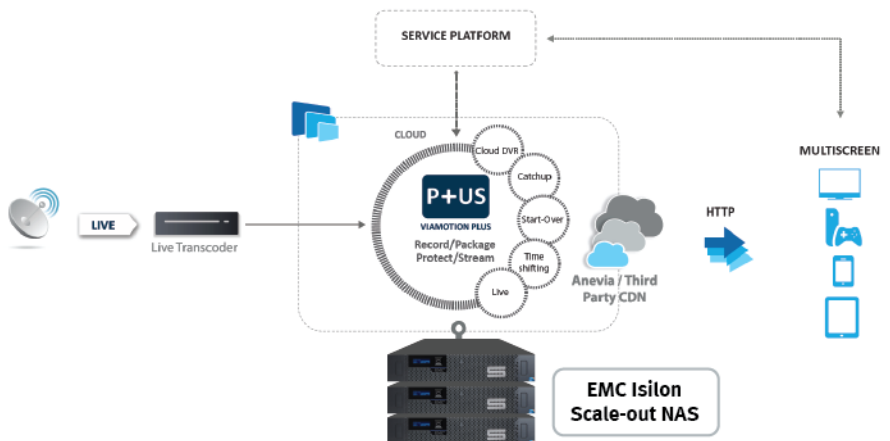 SERVICE PLATFORM
CLOUD
Cloud DVR
Catchup
Start-Over
Time
shifting
Live
P+US
VIAMOTION PLUS
Record/Package
Protect/Stream
LIVE
Live Transcoder
Anevia / Third
Party CDN
HTTP
MULTISCREEN
EMC Isilon
Scale-out NAS